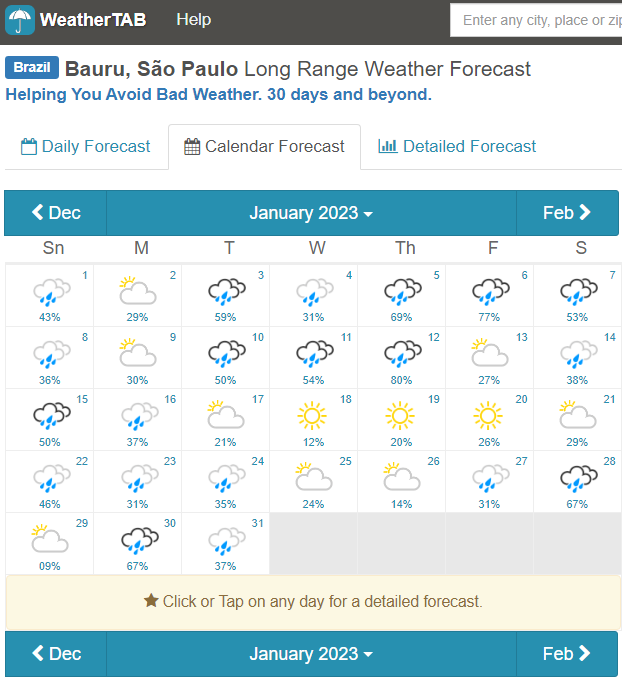 WeatherTAB Help Enter any city, place or zip
Brazil Bauru, São Paulo Long Range Weather Forecast
Helping You Avoid Bad Weather. 30 days and beyond.
Daily Forecast Calendar Forecast Detailed Forecast
Dec January 2023 Feb
Sn M T W Th F S
1 2 3 4 5 6 7
43% 29% 59% 31% 69% 77% 53%
8 9 10 11 12 13 14
36% 30% 50% 54% 80% 27% 38%
15 16 17 18 19 20 21
50% 37% 21% 12% 20% 26% 29%
22 23 24 25 26 27 28
46% 31% 35% 24% 14% 31% 67%
29 30 31
09% 67% 37%
Click or Tap on any day for a detailed forecast.
Dec January 2023 Feb